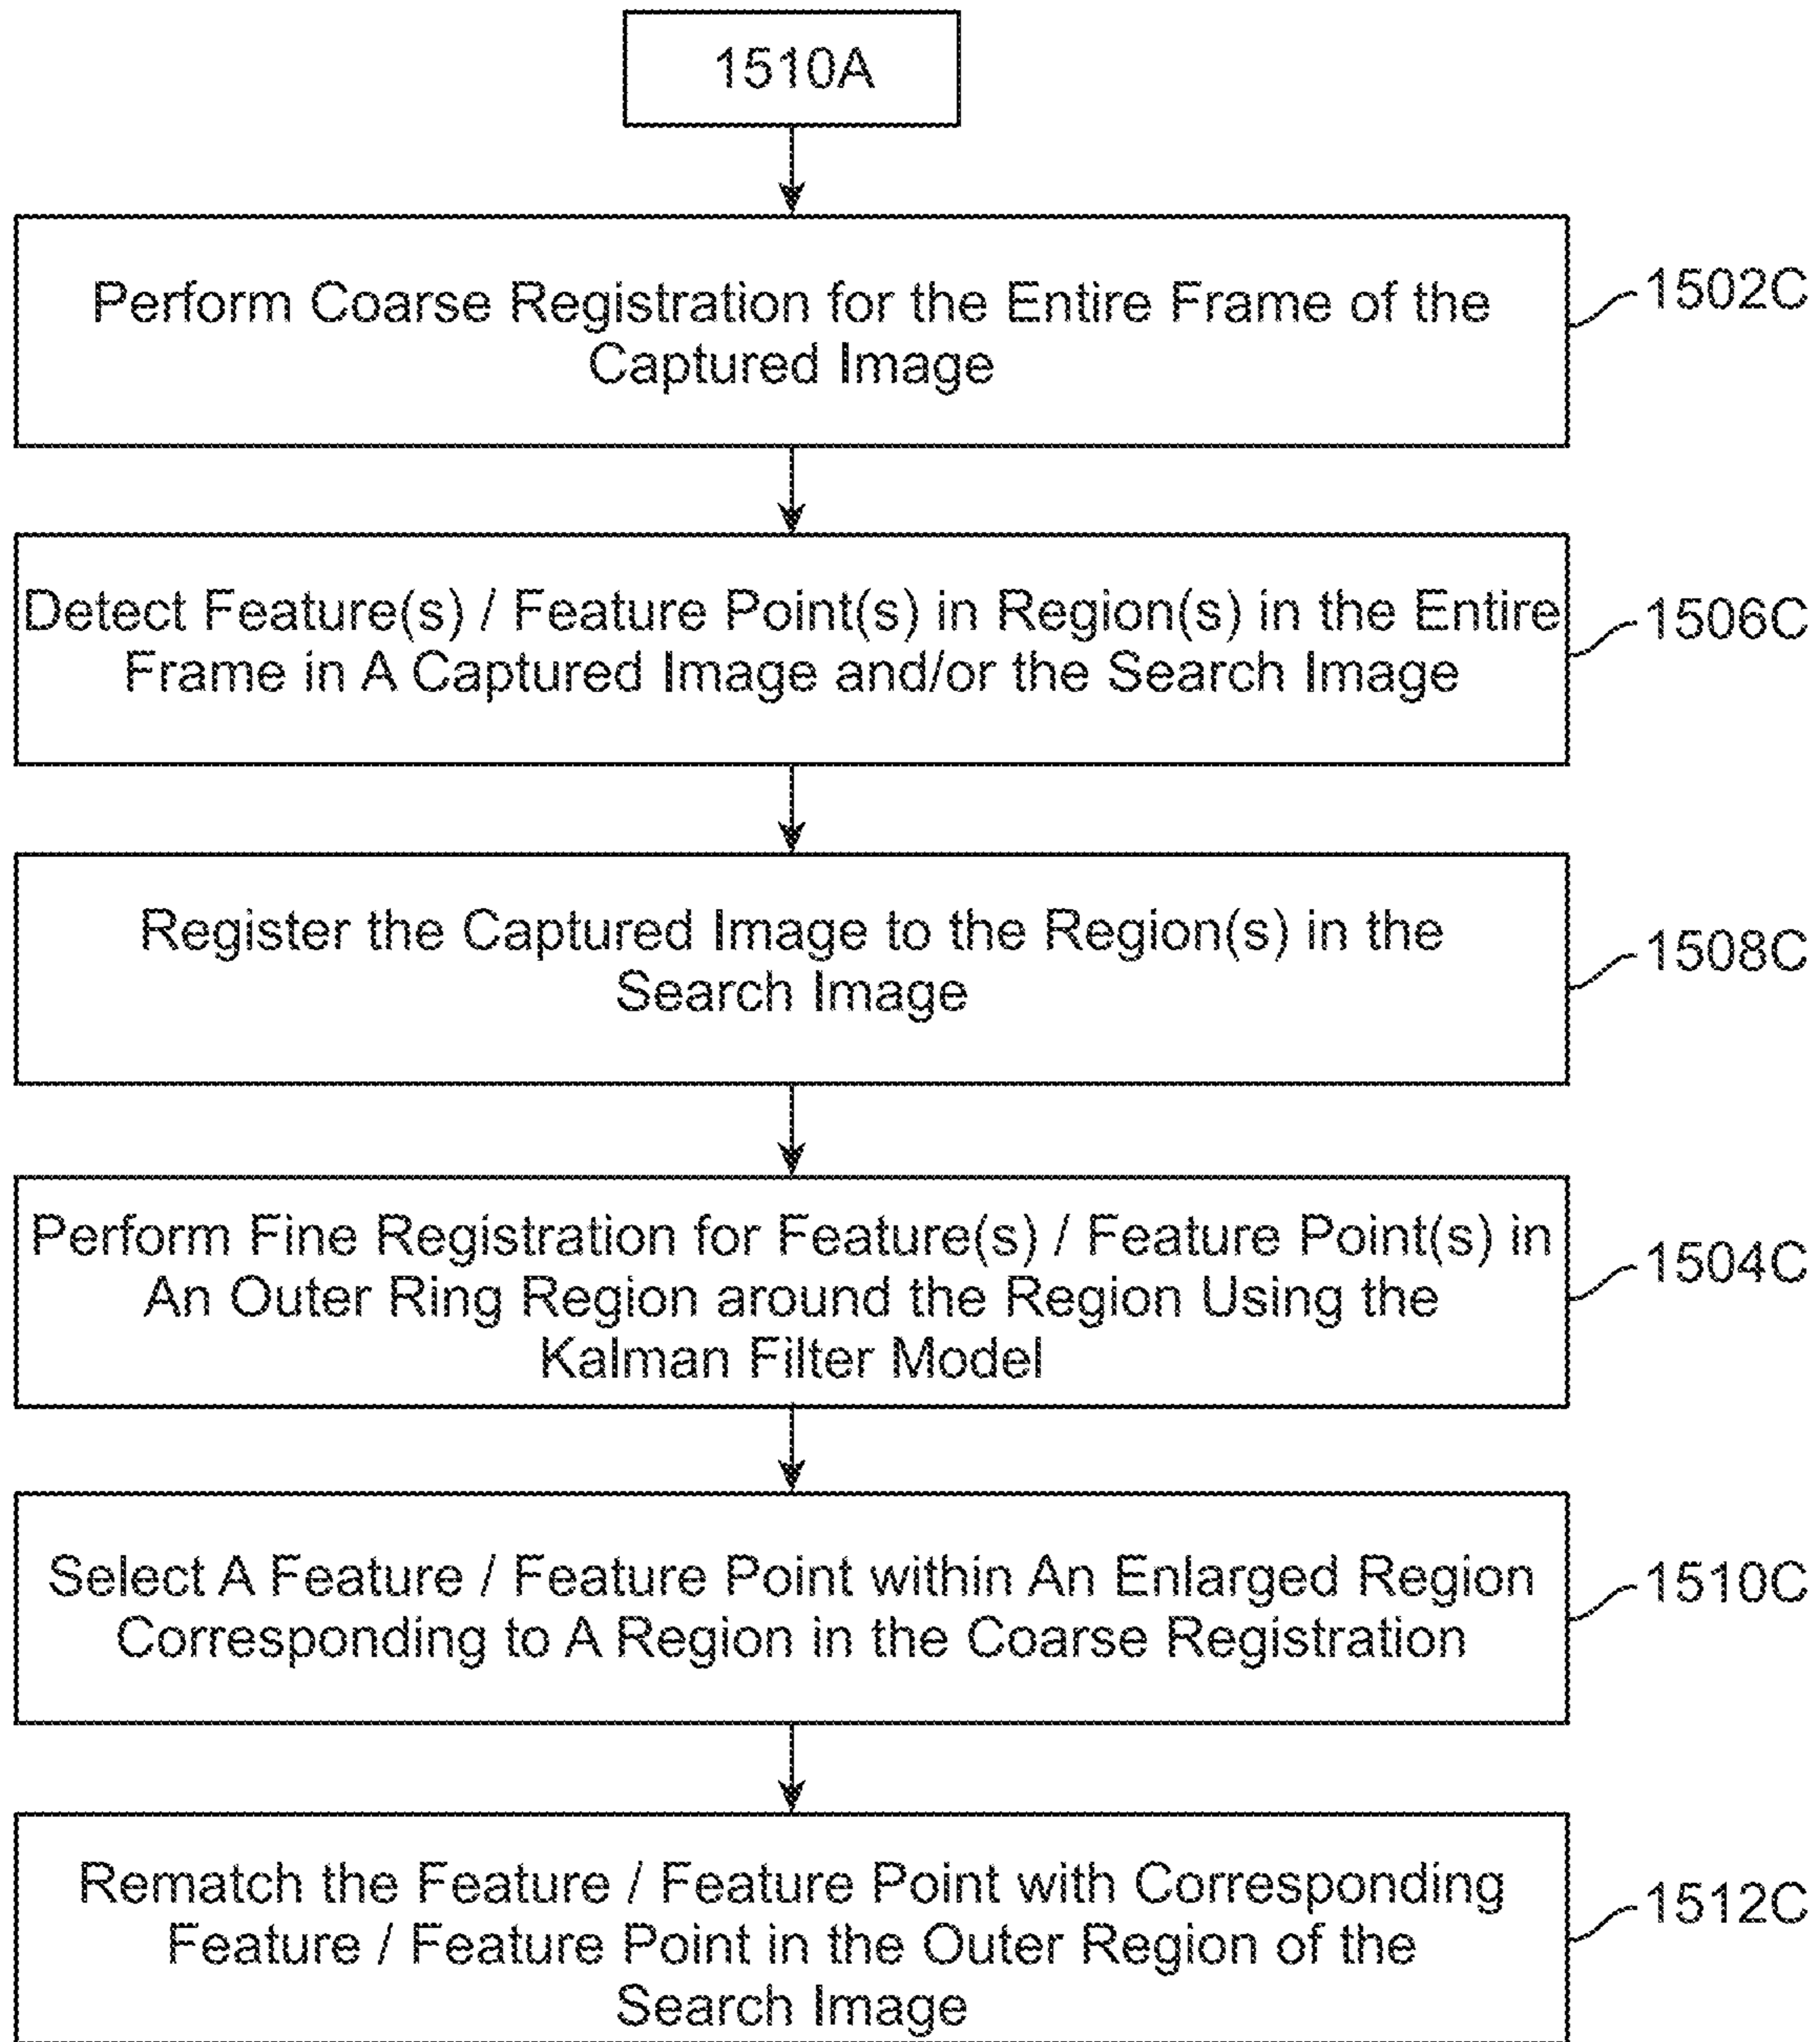 1510A
Perform Coarse Registration for the Entire Frame of the
Captured Image
1502C
Detect Feature(s) / Feature Point(s) in Region(s) in the Entire
Frame in A Captured Image and/or the Search Image
1506C
Register the Captured Image to the Region(s) in the
Search Image
1508C
Perform Fine Registration for Feature(s) / Feature Point(s) in
An Outer Ring Region around the Region Using the
Kalman Filter Model
1504C
Select A Feature / Feature Point within An Enlarged Region
Corresponding to A Region in the Coarse Registration
1510C
Rematch the Feature / Feature Point with Corresponding
Feature / Feature Point in the Outer Region of the
Search Image
1512C